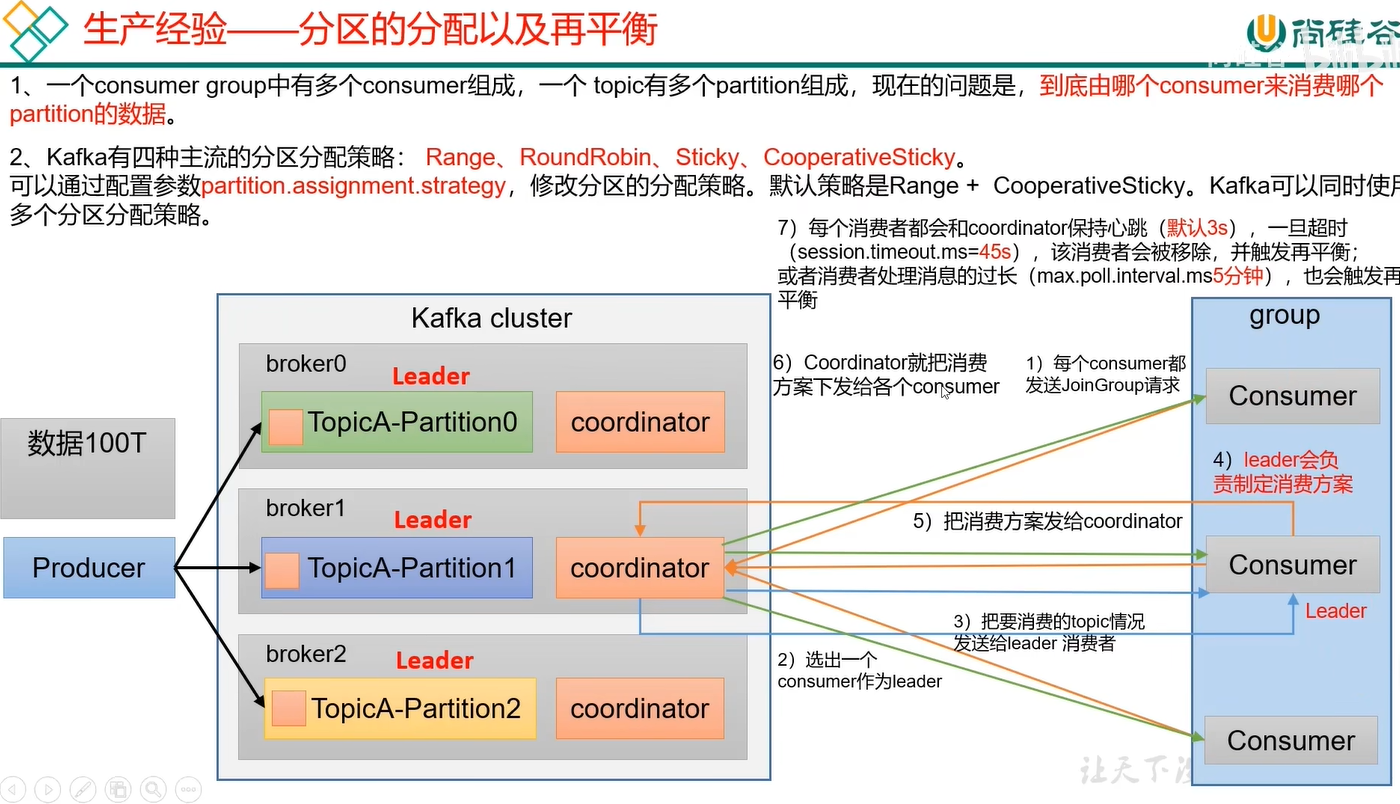 生产经验——分区的分配以及再平衡
尚硅谷
1、一个consumer group中有多个consumer组成，一个 topic有多个partition组成，现在的问题是，到底由哪个consumer来消费哪个
partition的数据。
2、Kafka有四种主流的分区分配策略： Range、RoundRobin、Sticky、CooperativeSticky。
可以通过配置参数partition.assignment.strategy，修改分区的分配策略。默认策略是Range + CooperativeSticky。Kafka可以同时使用
多个分区分配策略。
7）每个消费者都会和coordinator保持心跳（默认3s），一旦超时
（session.timeout.ms=45s），该消费者会被移除，并触发再平衡；
或者消费者处理消息的过长（max.poll.interval.ms5分钟），也会触发再
平衡
Kafka cluster
group
broker0
Leader
TopicA-Partition0
coordinator
6）Coordinator就把消费
方案下发给各个consumer
1）每个consumer都
发送JoinGroup请求
Consumer
数据100T
4）leader会负
责制定消费方案
broker1
Leader
5）把消费方案发给coordinator
Producer
TopicA-Partition1
coordinator
Consumer
Leader
3）把要消费的topic情况
发送给leader 消费者
broker2
Leader
2）选出一个
consumer作为leader
TopicA-Partition2
coordinator
Consumer
让天下没